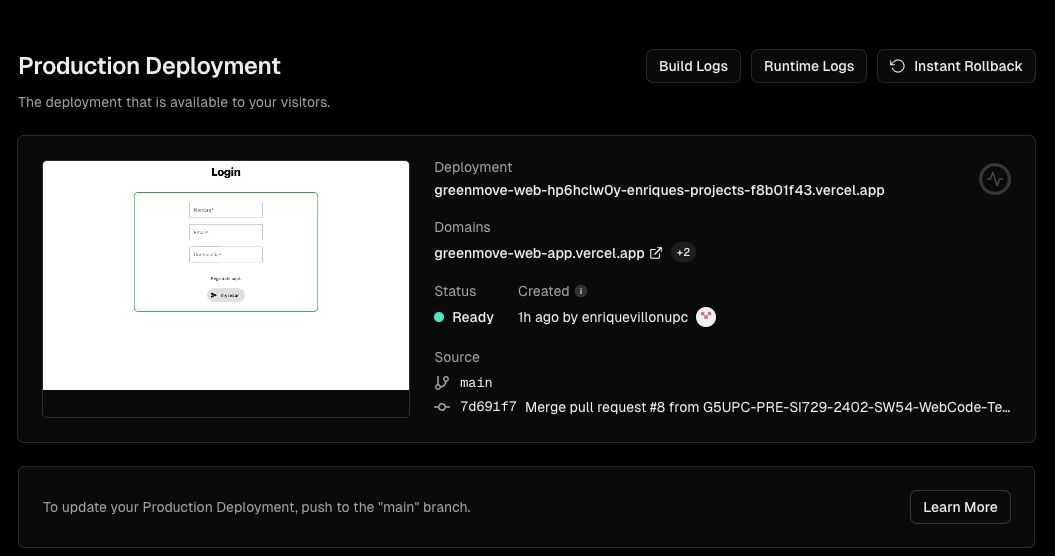 Production Deployment
Build Logs
Runtime Logs
Instant Rollback
The deployment that is available to your visitors.
Login
Nombre*
Email*
Contraseña*
Regístrate aquí
Ingresar
Deployment
greenmove-web-hp6hclw0y-enriques-projects-f8b01f43.vercel.app
Domains
greenmove-web-app.vercel.app
+2
Status
Created
Ready
1h ago by enriquevillonupc
Source
main
7d691f7 Merge pull request #8 from G5UPC-PRE-SI729-2402-SW54-WebCode-Te…
To update your Production Deployment, push to the "main" branch.
Learn More